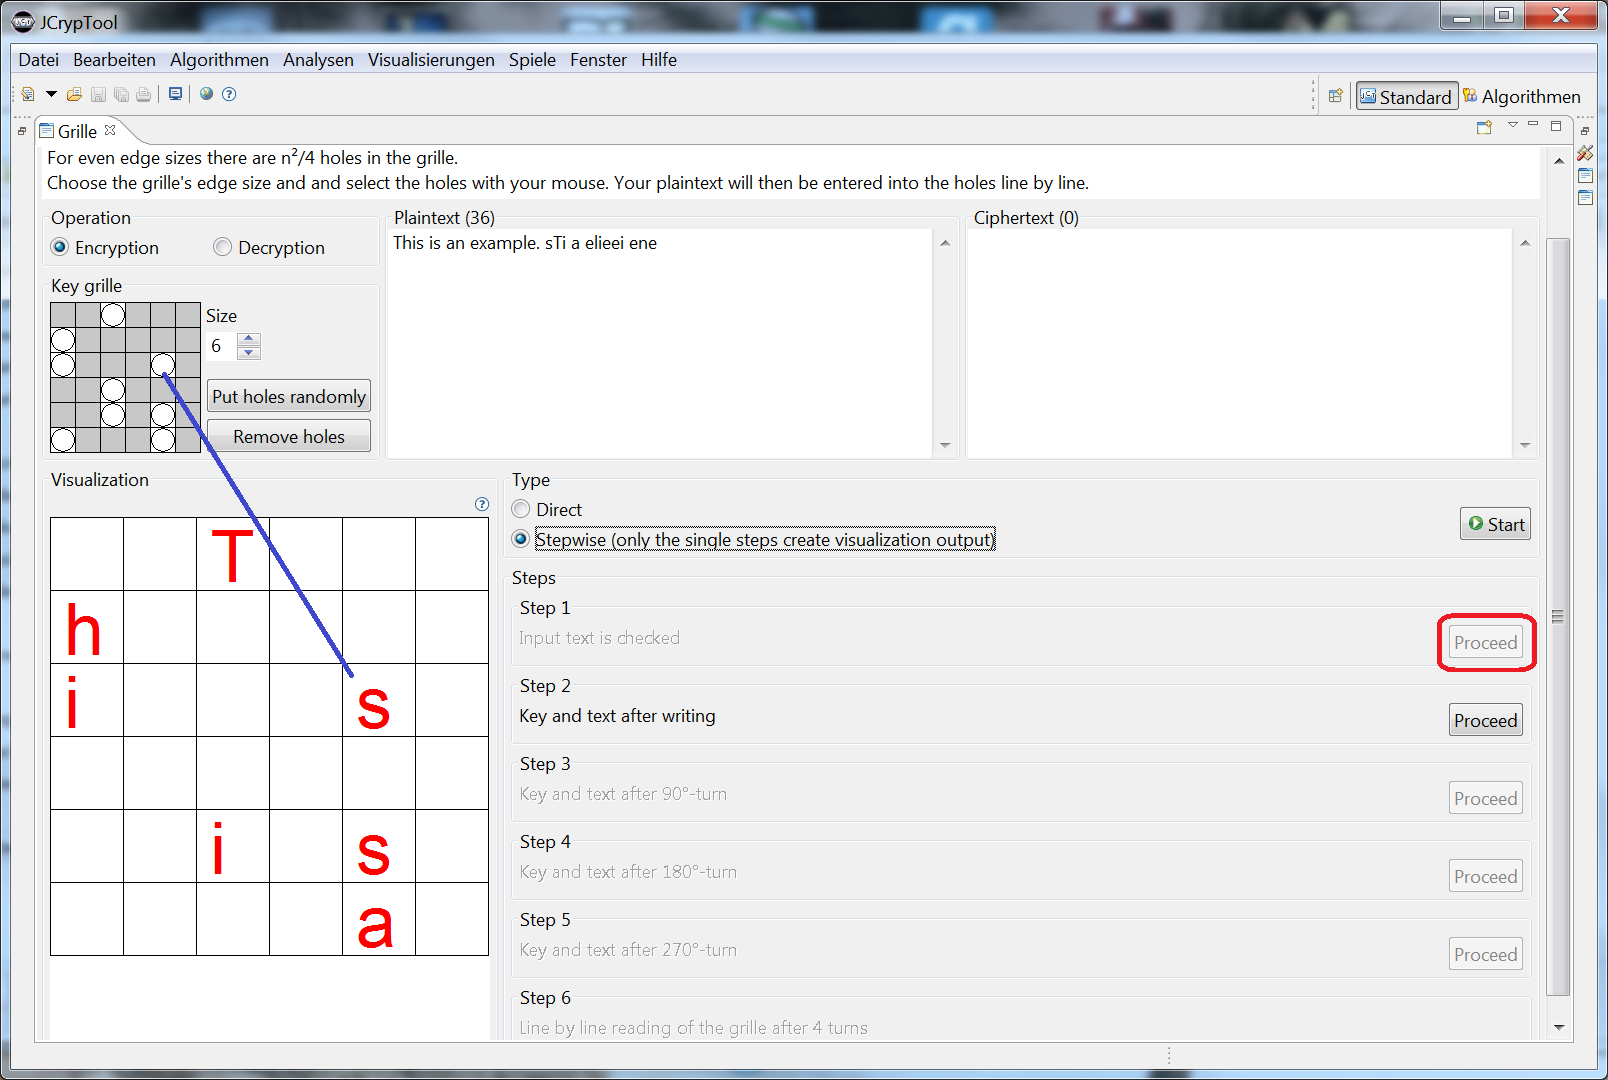 JCrypTool
Datei Bearbeiten Algorithmen Analysen Visualisierungen Spiele Fenster Hilfe
Standard Algorithmen
Grille
For even edge sizes there are n²/4 holes in the grille.
Choose the grille's edge size and and select the holes with your mouse. Your plaintext will then be entered into the holes line by line.
Operation
Encryption Decryption
Plaintext (36)
This is an example. sTi a elieei ene
Ciphertext (0)
Key grille
Size
6
Put holes randomly
Remove holes
Visualization
T
h
i s
i s
a
Type
Direct
Stepwise (only the single steps create visualization output)
Start
Steps
Step 1
Input text is checked
Proceed
Step 2
Key and text after writing
Proceed
Step 3
Key and text after 90°-turn
Proceed
Step 4
Key and text after 180°-turn
Proceed
Step 5
Key and text after 270°-turn
Proceed
Step 6
Line by line reading of the grille after 4 turns